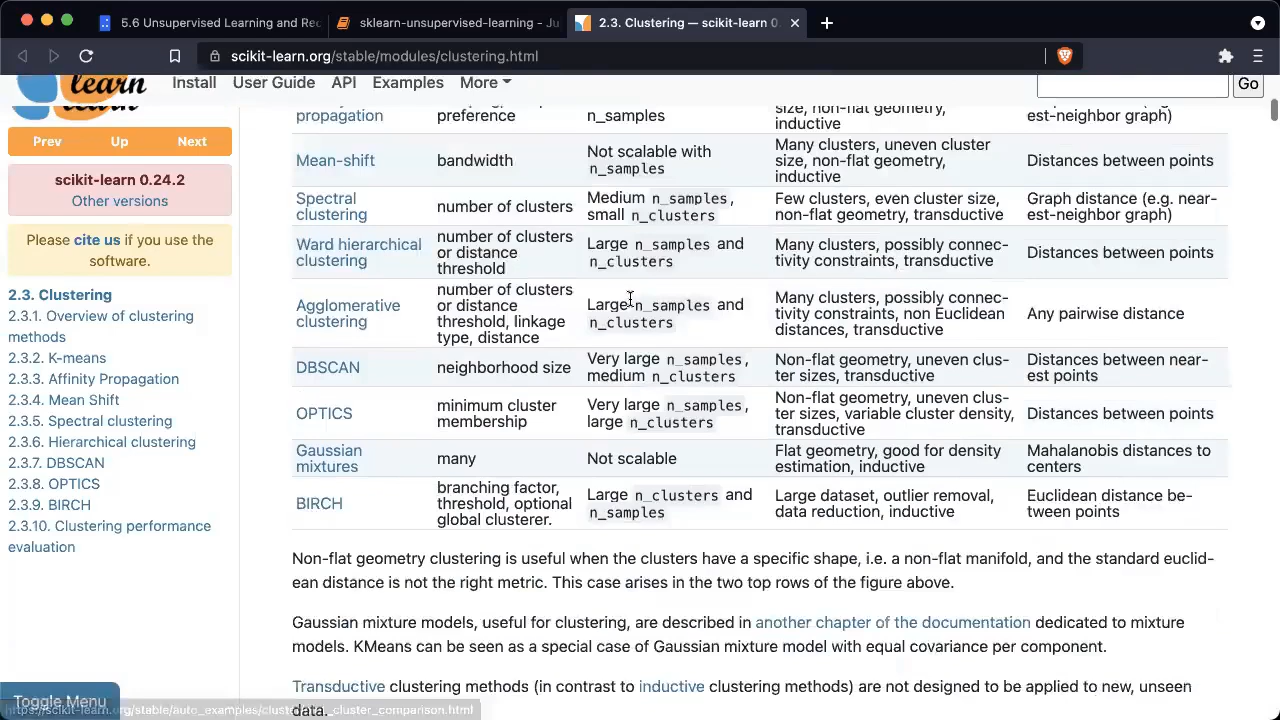 5.6 Unsupervised Learning and Rec
sklearn-unsupervised-learning – Ju
2.3. Clustering — scikit-learn 0.
scikit-learn.org/stable/modules/clustering.html
learn
Install User Guide API Examples More
Go
Prev Up Next
scikit-learn 0.24.2
Other versions
Please cite us if you use the
software.
2.3. Clustering
2.3.1. Overview of clustering
methods
2.3.2. K-means
2.3.3. Affinity Propagation
2.3.4. Mean Shift
2.3.5. Spectral clustering
2.3.6. Hierarchical clustering
2.3.7. DBSCAN
2.3.8. OPTICS
2.3.9. BIRCH
2.3.10. Clustering performance
evaluation
Toggle Menu
propagation
preference
n_samples
size, non-flat geometry,
inductive
est-neighbor graph)
Mean-shift
bandwidth
Not scalable with
n_samples
Many clusters, uneven cluster
size, non-flat geometry,
inductive
Distances between points
Spectral
clustering
number of clusters
Medium n_samples,
small n_clusters
Few clusters, even cluster size,
non-flat geometry, transductive
Graph distance (e.g. near-
est-neighbor graph)
Ward hierarchical
clustering
number of clusters
or distance
threshold
Large n_samples and
n_clusters
Many clusters, possibly connec-
tivity constraints, transductive
Distances between points
Agglomerative
clustering
number of clusters
or distance
threshold, linkage
type, distance
Large n_samples and
n_clusters
Many clusters, possibly connec-
tivity constraints, non Euclidean
distances, transductive
Any pairwise distance
DBSCAN
neighborhood size
Very large n_samples,
medium n_clusters
Non-flat geometry, uneven clus-
ter sizes, transductive
Distances between near-
est points
OPTICS
minimum cluster
membership
Very large n_samples,
large n_clusters
Non-flat geometry, uneven clus-
ter sizes, variable cluster density,
transductive
Distances between points
Gaussian
mixtures
many
Not scalable
Flat geometry, good for density
estimation, inductive
Mahalanobis distances to
centers
BIRCH
branching factor,
threshold, optional
global clusterer.
Large n_clusters and
n_samples
Large dataset, outlier removal,
data reduction, inductive
Euclidean distance be-
tween points
Non-flat geometry clustering is useful when the clusters have a specific shape, i.e. a non-flat manifold, and the standard euclid-
ean distance is not the right metric. This case arises in the two top rows of the figure above.
Gaussian mixture models, useful for clustering, are described in another chapter of the documentation dedicated to mixture
models. KMeans can be seen as a special case of Gaussian mixture model with equal covariance per component.
Transductive clustering methods (in contrast to inductive clustering methods) are not designed to be applied to new, unseen
data.